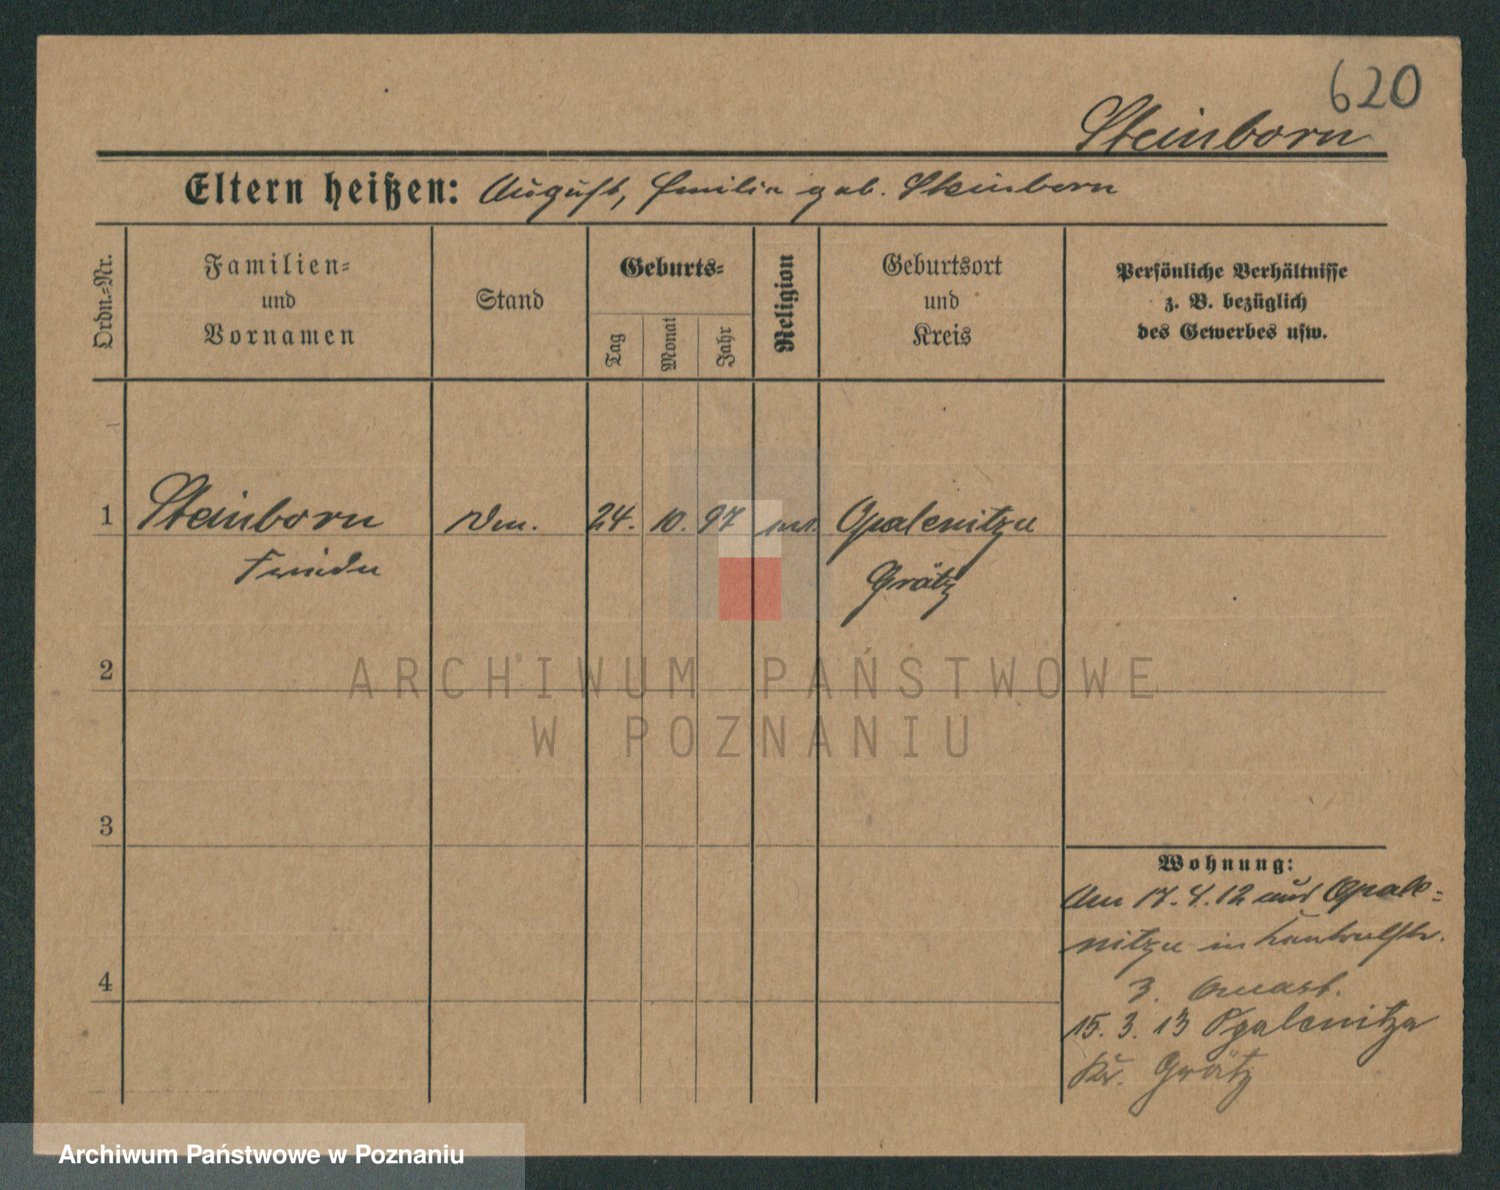 620
Steinborn
Eltern heißen: August, Emilia geb. Steinborn
Ordn.-Nr.
Familien-
und
Vornamen
Stand
Geburts-
Tag
Monat
Jahr
Religion
Geburtsort
und
Kreis
Persönliche Verhältnisse
z. B. bezüglich
des Gewerbes usw.
1 Steinborn 24. 10. 97 Opalenitza
Frieda Grätz
2
3
4
Wohnung:
Am 17.4.12 aus Opale-
nitza in
3.
15. 3. 13 Opalenitza
Kr. Grätz
ARCHIWUM PAŃSTWOWE
W POZNANIU
Archiwum Państwowe w Poznaniu